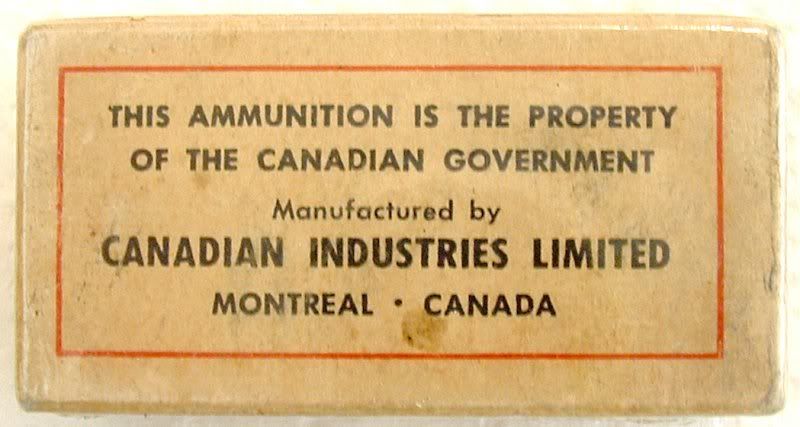 THIS AMMUNITION IS THE PROPERTY
OF THE CANADIAN GOVERNMENT
Manufactured by
CANADIAN INDUSTRIES LIMITED
MONTREAL • CANADA